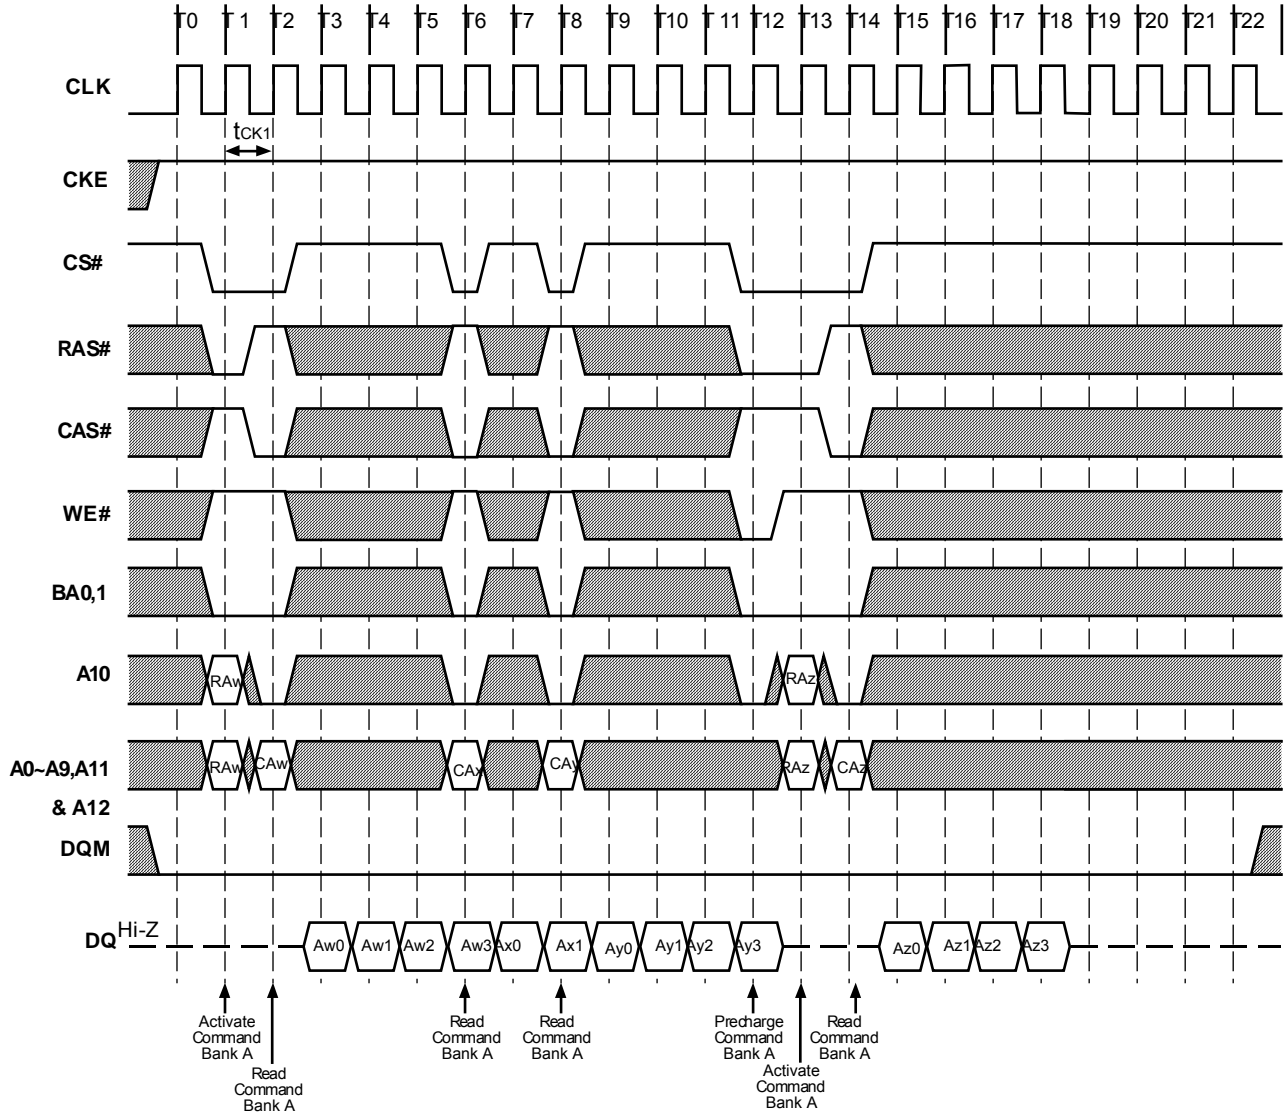 T0 T 1 T2 T3 T4 T5 T6 T7 T8 T9 T10 T 11 T12 T13 T14 T15 T16 T17 T18 T19 T20 T21 T22
CLK
tCK1
CKE
CS#
RAS#
CAS#
WE#
BA0,1
A10 RAw RAz
A0~A9,A11 RAw CAw CAx CAy RAz CAz
& A12
DQM
DQ Hi-Z Aw0 Aw1 Aw2 Aw3 Ax0 Ax1 Ay0 Ay1 Ay2 Ay3 Az0 Az1 Az2 Az3
Activate
Command
Bank A
Read
Command
Bank A
Read
Command
Bank A
Read
Command
Bank A
Precharge
Command
Bank A
Activate
Command
Bank A
Read
Command
Bank A